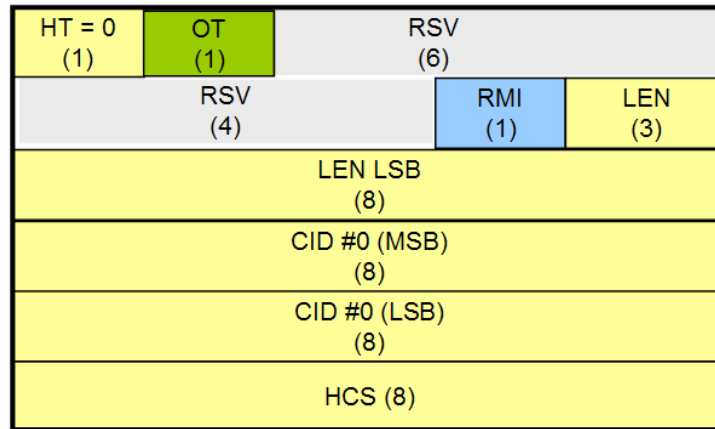 HT = 0 OT RSV
(1) (1) (6)
RSV RMI LEN
(4) (1) (3)
LEN LSB
(8)
CID #0 (MSB)
(8)
CID #0 (LSB)
(8)
HCS (8)